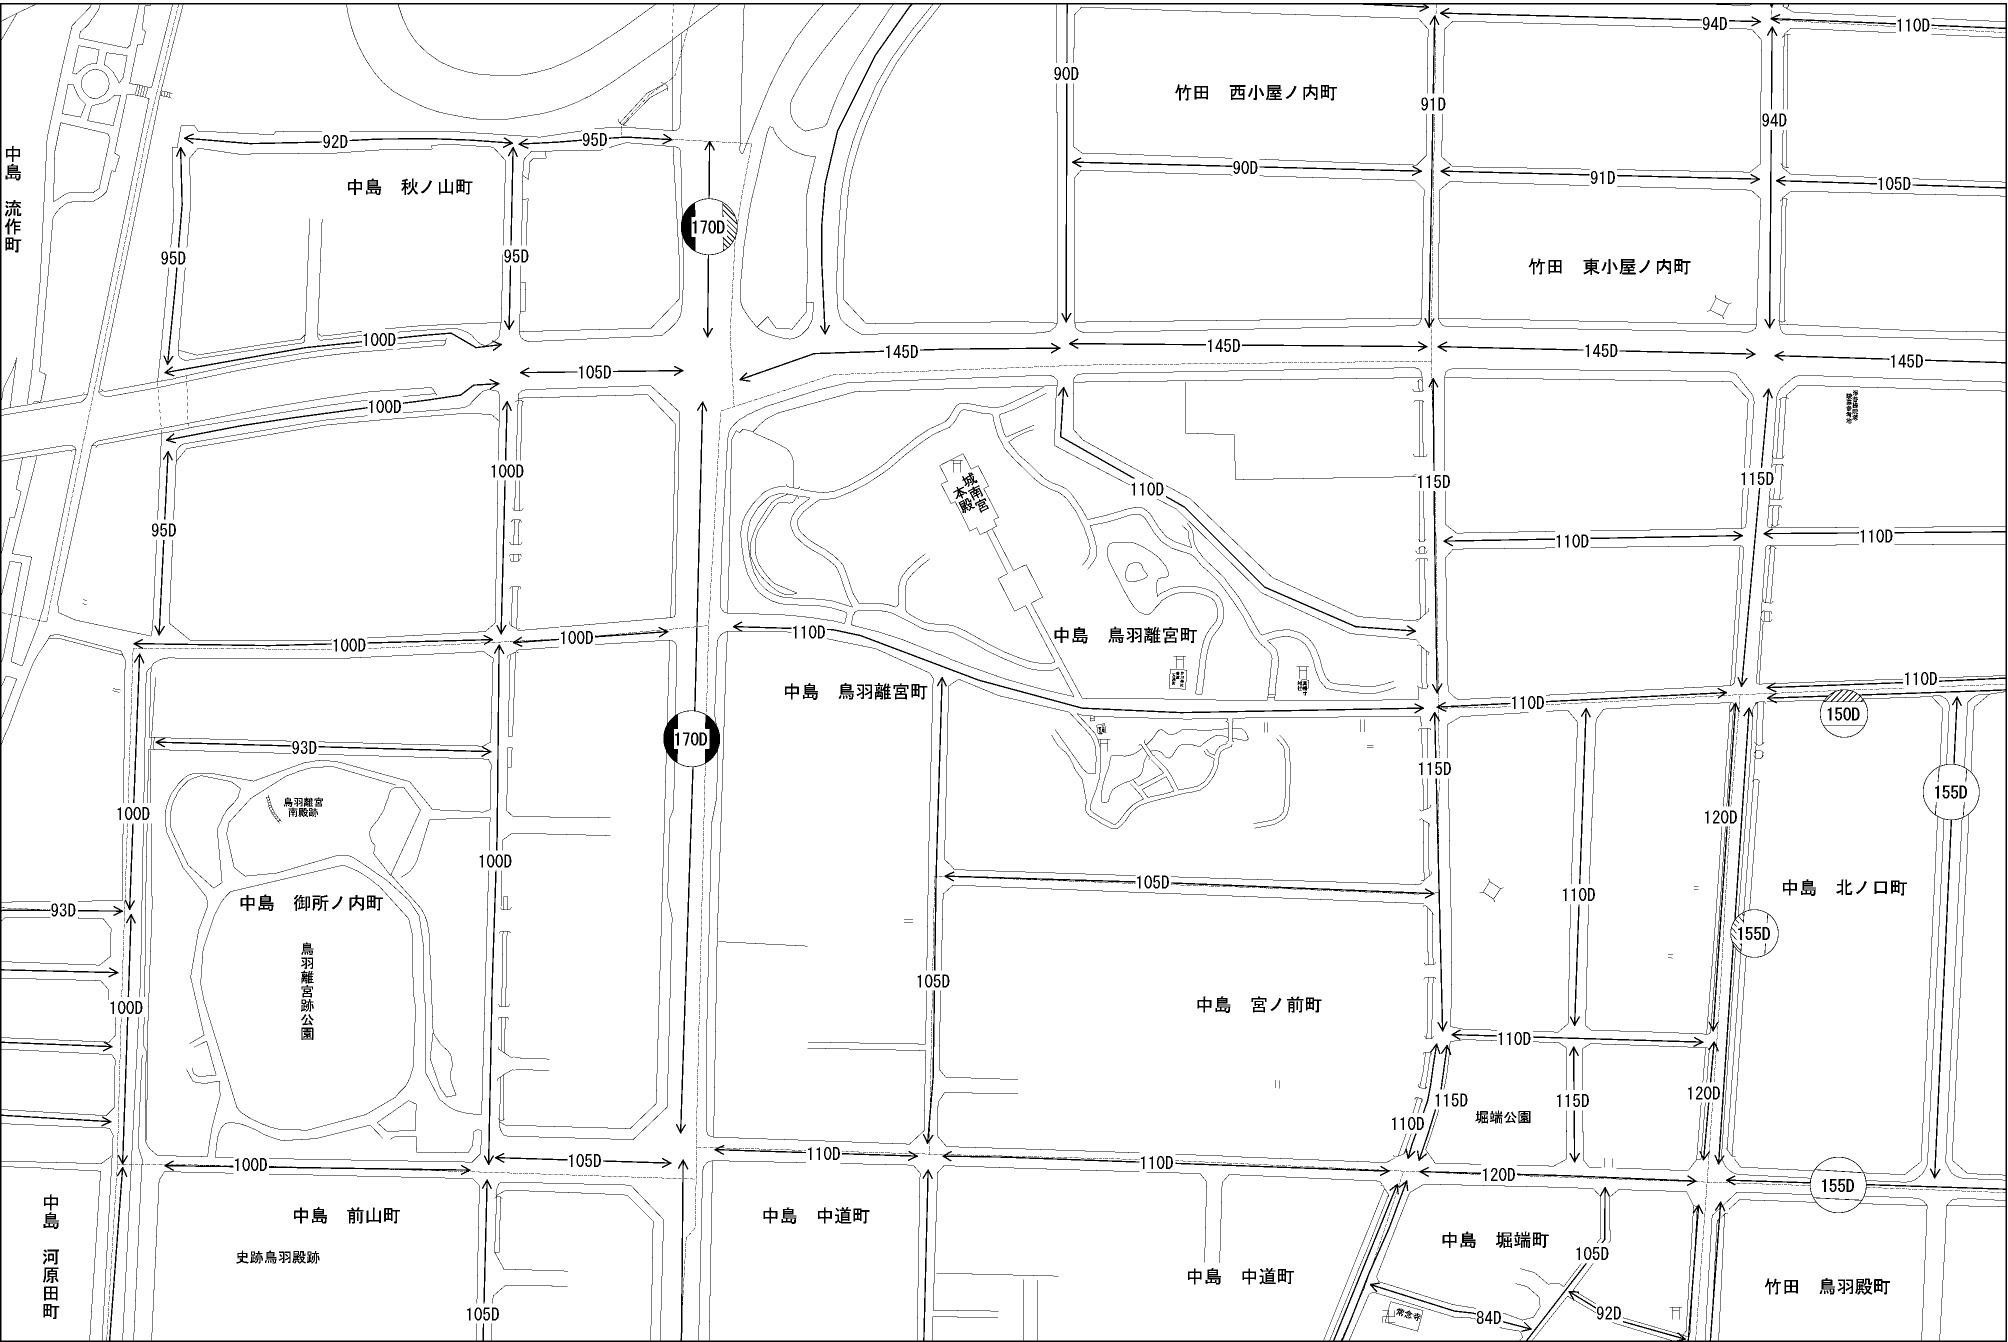 94D
110D
90D
竹田 西小屋ノ内町
91D
94D
92D
95D
中島 流作町
90D
91D
105D
中島 秋ノ山町
170D
95D
95D
竹田 東小屋ノ内町
100D
145D
145D
145D
145D
105D
100D
100D
110D
115D
115D
城南宮
本殿
95D
110D
110D
100D
100D
110D
中島 鳥羽離宮町
110D
中島 鳥羽離宮町
110D
150D
170D
93D
115D
155D
鳥羽離宮
南殿跡
100D
120D
100D
105D
中島 北ノ口町
110D
93D
中島 御所ノ内町
155D
鳥羽離宮跡公園
105D
100D
中島 宮ノ前町
110D
120D
115D
115D
110D
堀端公園
100D
105D
110D
110D
120D
155D
中島 河原田町
中島 前山町
中島 中道町
史跡鳥羽殿跡
中島 堀端町
105D
中島 中道町
竹田 鳥羽殿町
105D
常念寺
84D
92D